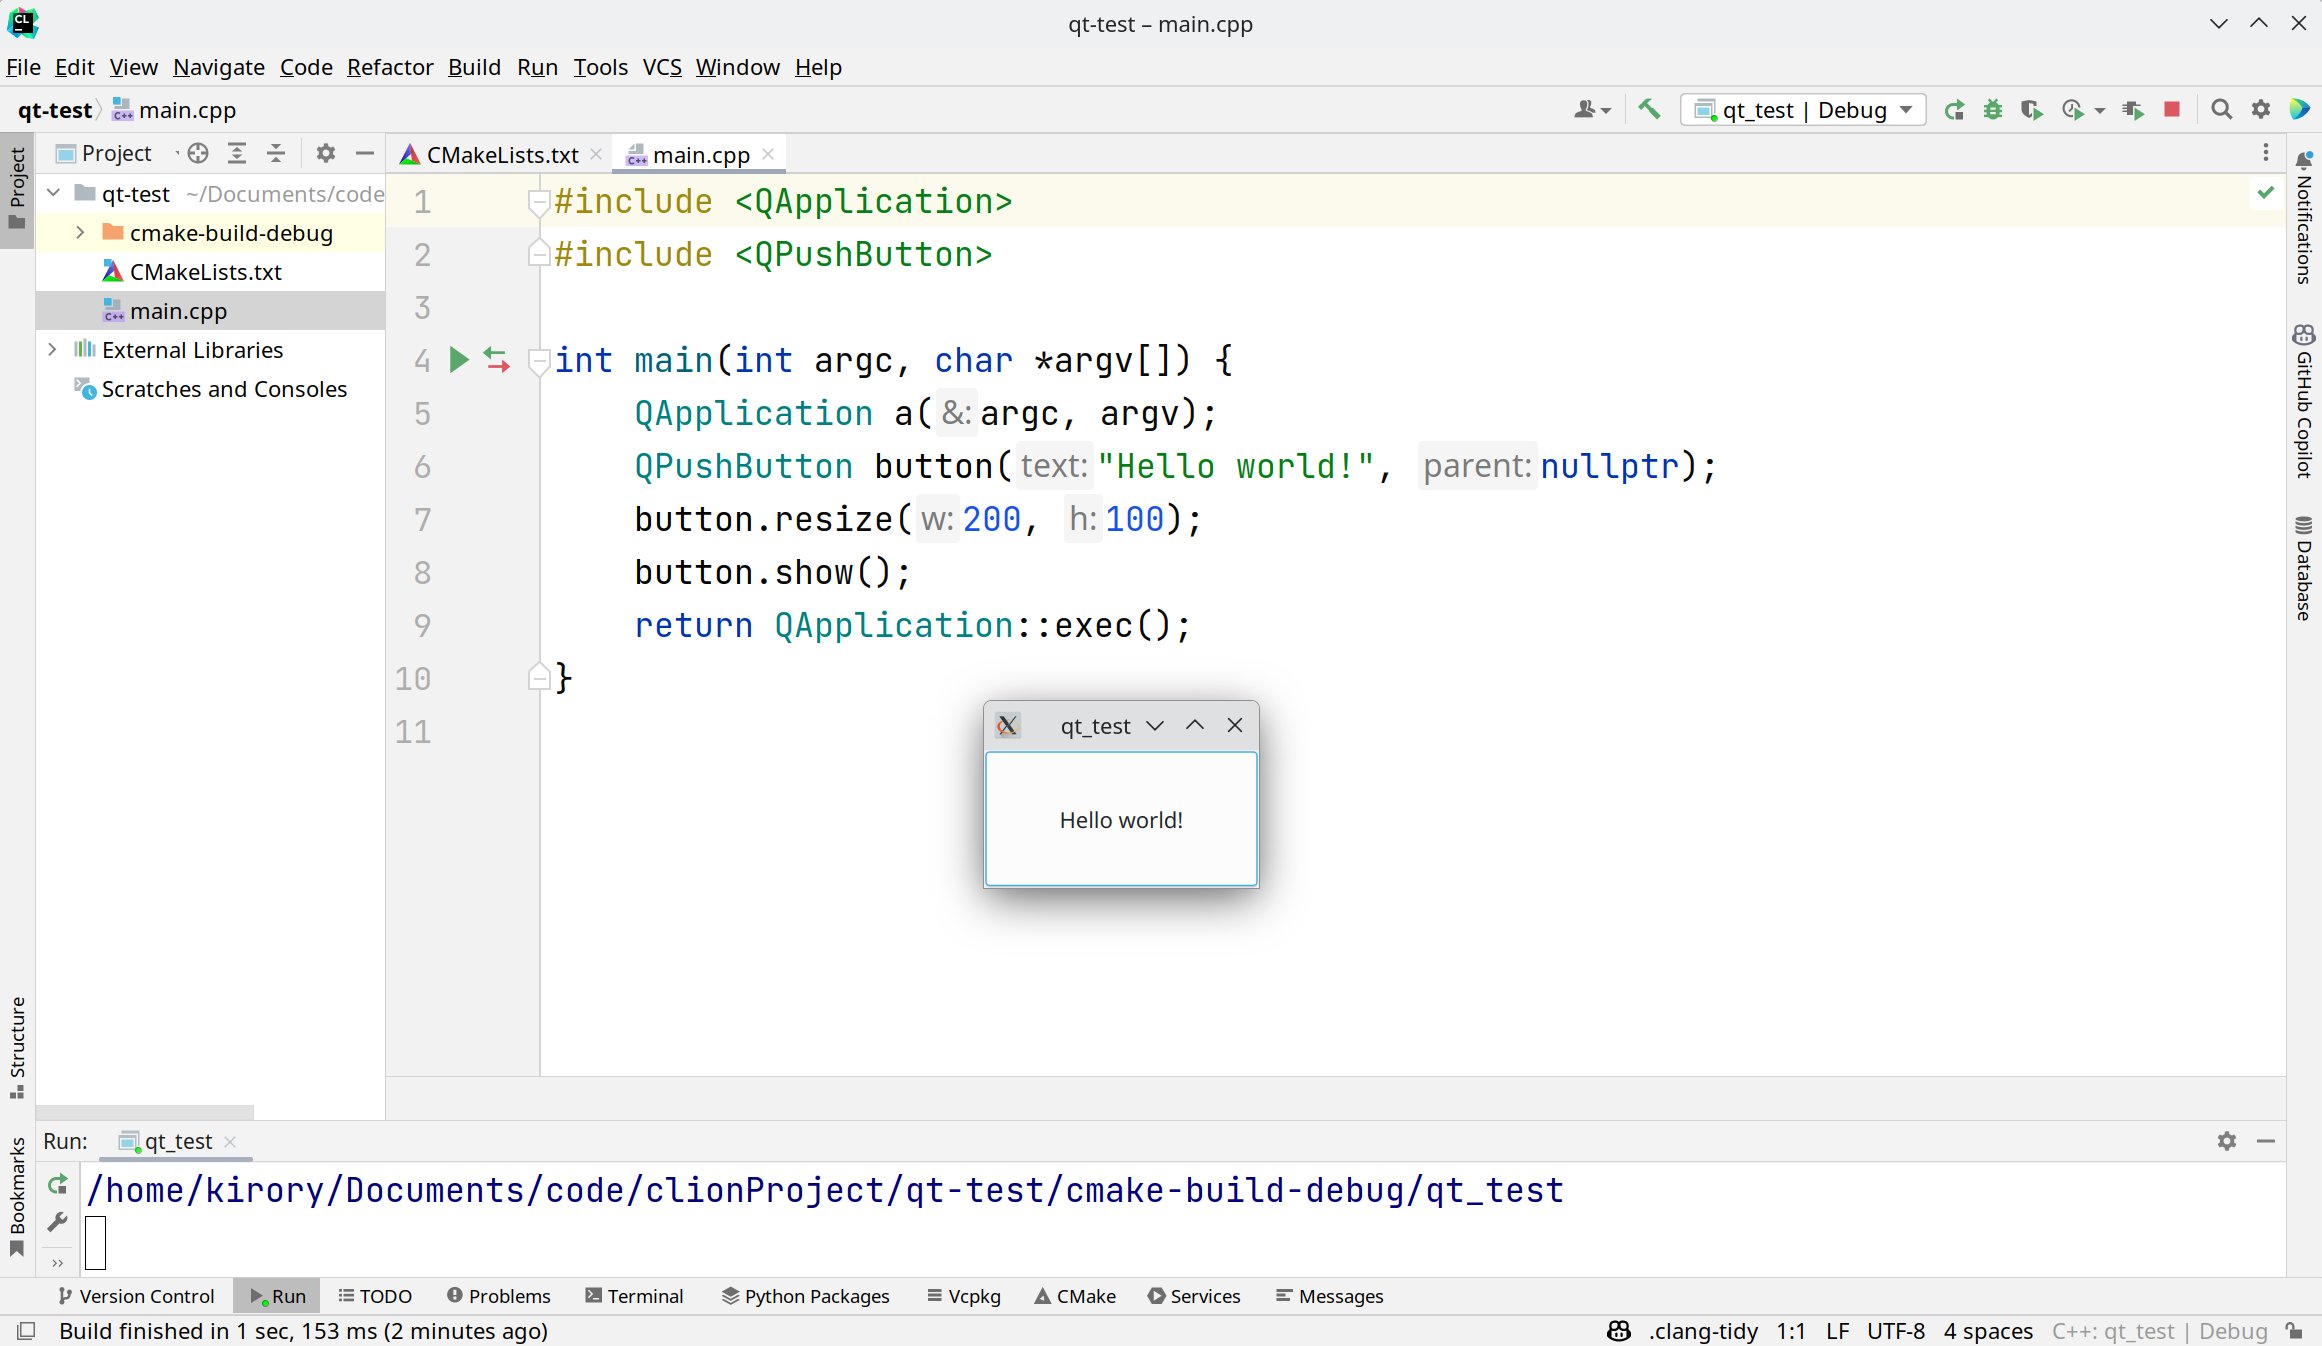 CL
qt-test – main.cpp
File Edit View Navigate Code Refactor Build Run Tools VCS Window Help
qt-test main.cpp
qt_test | Debug
Project
Project
CMakeLists.txt
main.cpp
qt-test ~/Documents/code
cmake-build-debug
CMakeLists.txt
main.cpp
External Libraries
Scratches and Consoles
1 #include <QApplication>
2 #include <QPushButton>
3
4 int main(int argc, char *argv[]) {
5 QApplication a(&: argc, argv);
6 QPushButton button(text: "Hello world!", parent: nullptr);
7 button.resize(w: 200, h: 100);
8 button.show();
9 return QApplication::exec();
10 }
11
qt_test
Hello world!
Notifications
GitHub Copilot
Database
Structure
Bookmarks
Run: qt_test
/home/kirory/Documents/code/clionProject/qt-test/cmake-build-debug/qt_test
Version Control Run TODO Problems Terminal Python Packages Vcpkg CMake Services Messages
Build finished in 1 sec, 153 ms (2 minutes ago)
.clang-tidy 1:1 LF UTF-8 4 spaces C++: qt_test | Debug